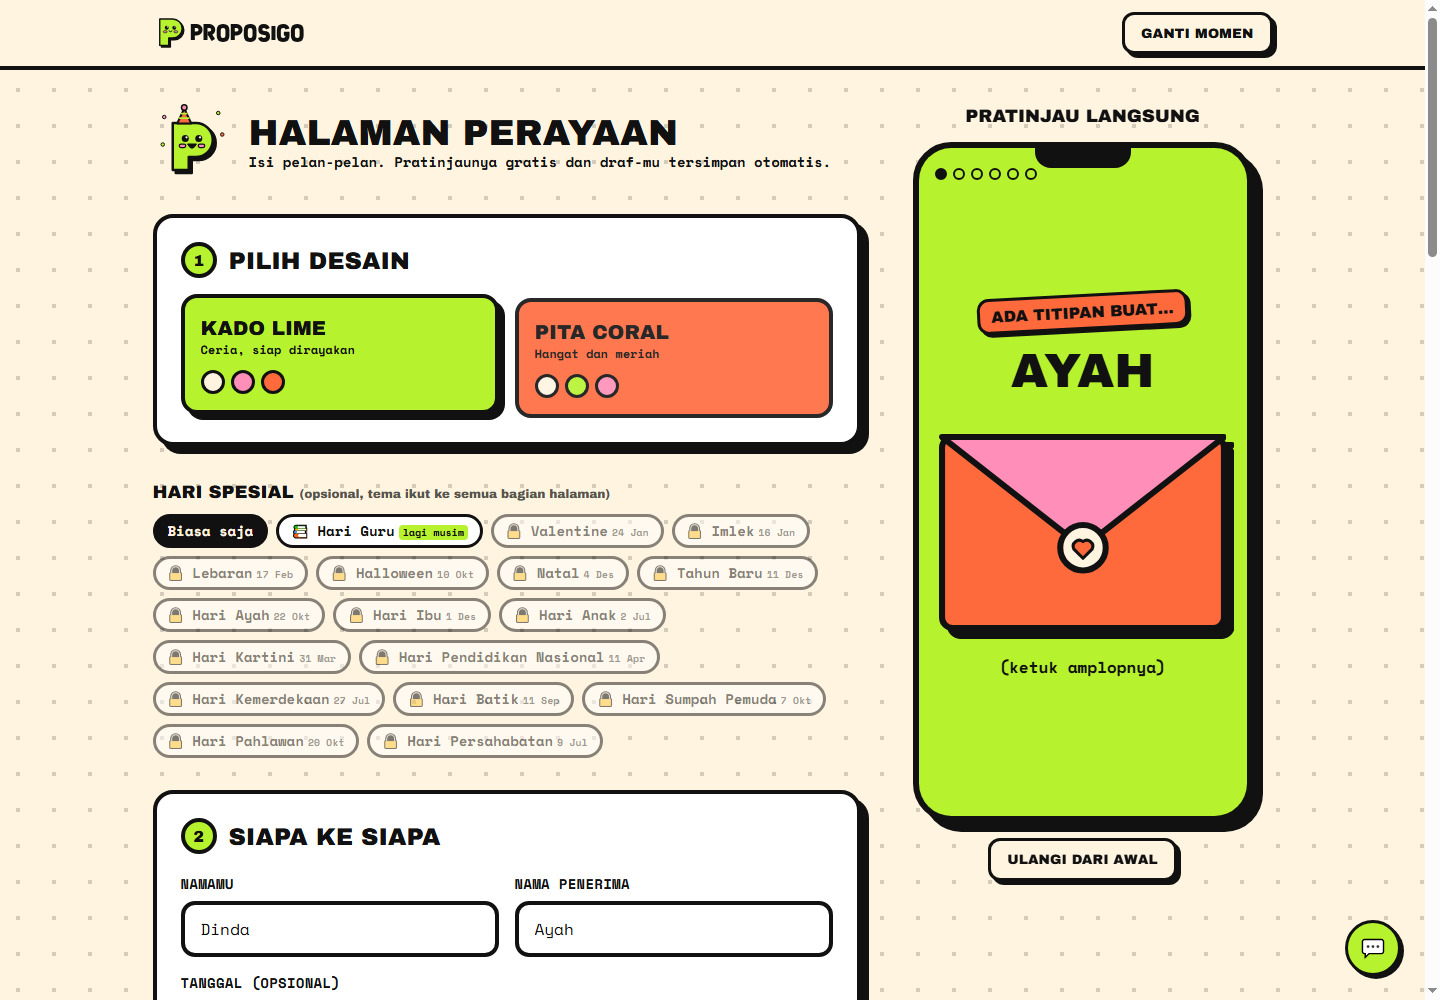 PROPOSIGO
GANTI MOMEN
HALAMAN PERAYAAN
Isi pelan-pelan. Pratinjaunya gratis dan draf-mu tersimpan otomatis.
1 PILIH DESAIN
KADO LIME
Ceria, siap dirayakan
PITA CORAL
Hangat dan meriah
HARI SPESIAL (opsional, tema ikut ke semua bagian halaman)
Biasa saja Hari Guru lagi musim Valentine 24 Jan Imlek 16 Jan
Lebaran 17 Feb Halloween 10 Okt Natal 4 Des Tahun Baru 11 Des
Hari Ayah 22 Okt Hari Ibu 1 Des Hari Anak 2 Jul
Hari Kartini 31 Mar Hari Pendidikan Nasional 11 Apr
Hari Kemerdekaan 27 Jul Hari Batik 11 Sep Hari Sumpah Pemuda 7 Okt
Hari Pahlawan 20 Okt Hari Persahabatan 9 Jul
2 SIAPA KE SIAPA
NAMAMU
Dinda
NAMA PENERIMA
Ayah
TANGGAL (OPSIONAL)
PRATINJAU LANGSUNG
ADA TITIPAN BUAT...
AYAH
(ketuk amplopnya)
ULANGI DARI AWAL